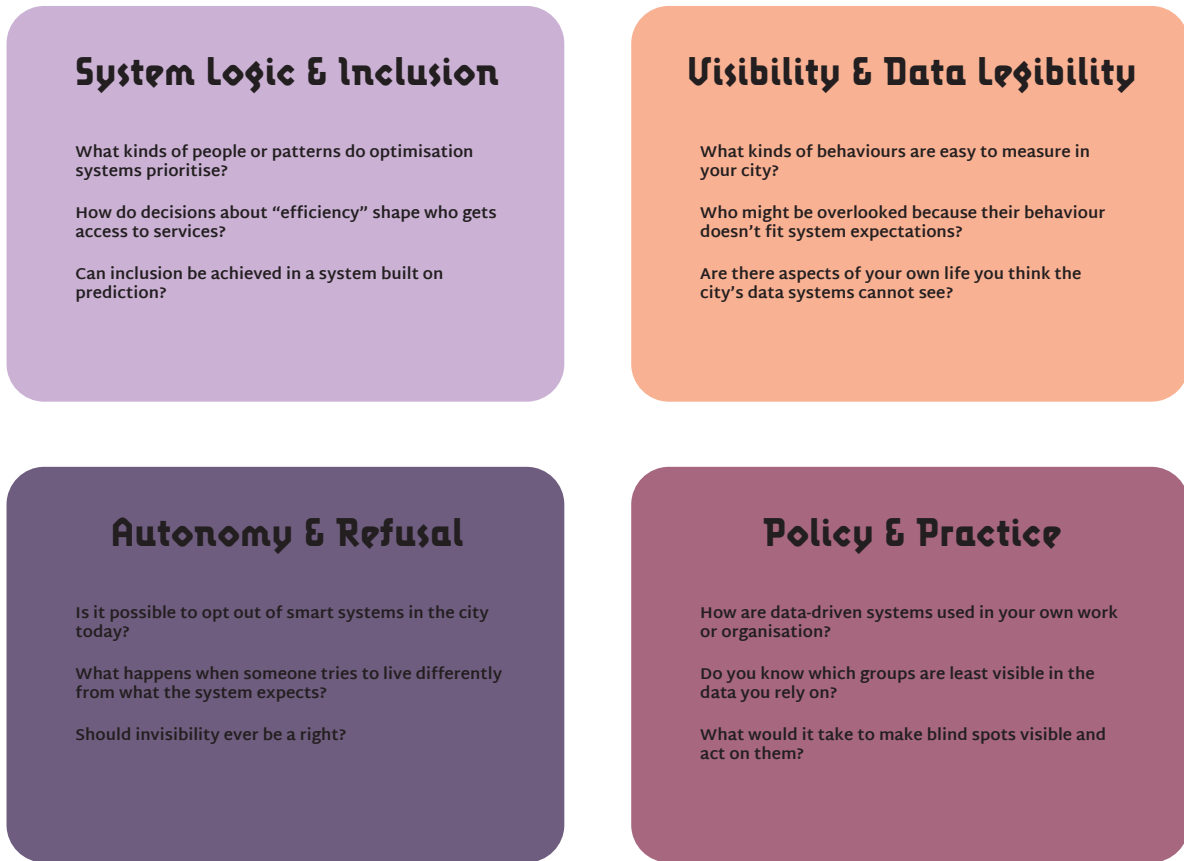 System Logic & Inclusion
What kinds of people or patterns do optimisation
systems prioritise?
How do decisions about “efficiency” shape who gets
access to services?
Can inclusion be achieved in a system built on
prediction?
Visibility & Data Legibility
What kinds of behaviours are easy to measure in
your city?
Who might be overlooked because their behaviour
doesn’t fit system expectations?
Are there aspects of your own life you think the
city’s data systems cannot see?
Autonomy & Refusal
Is it possible to opt out of smart systems in the city
today?
What happens when someone tries to live differently
from what the system expects?
Should invisibility ever be a right?
Policy & Practice
How are data-driven systems used in your own work
or organisation?
Do you know which groups are least visible in the
data you rely on?
What would it take to make blind spots visible and
act on them?